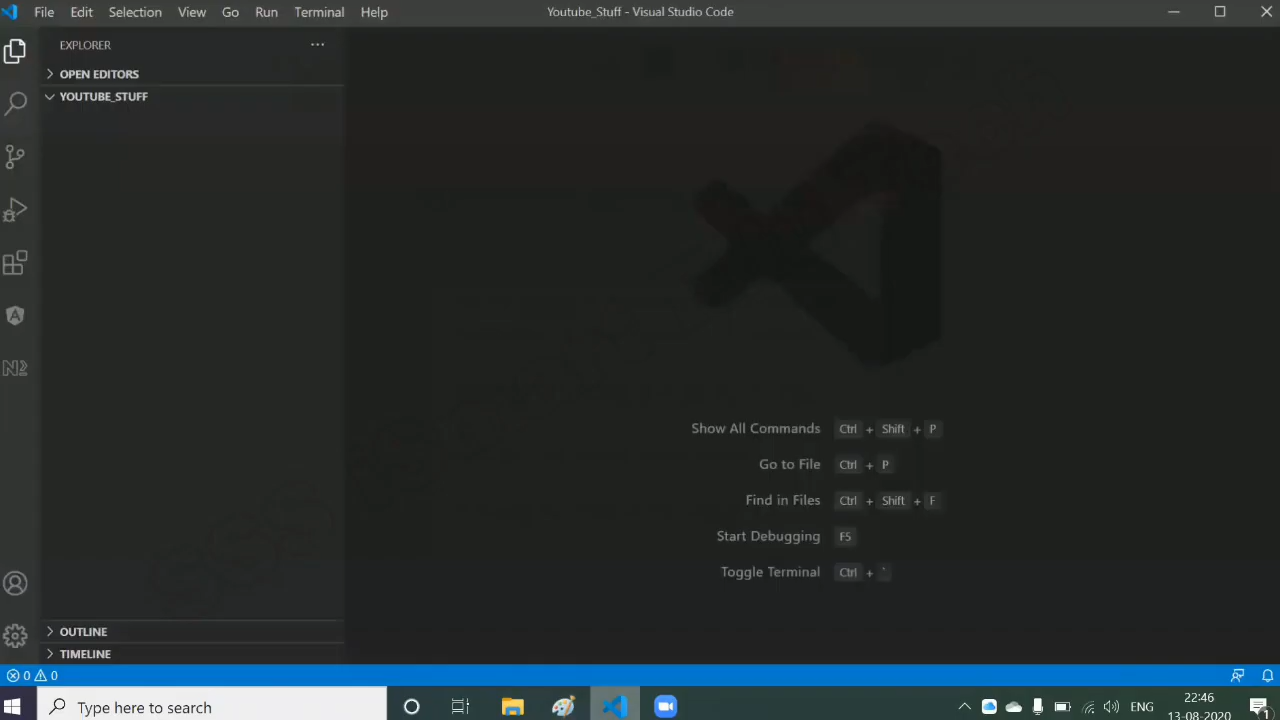 File Edit Selection View Go Run Terminal Help Youtube_Stuff - Visual Studio Code
EXPLORER
OPEN EDITORS
YOUTUBE_STUFF
Show All Commands Ctrl + Shift + P
Go to File Ctrl + P
Find in Files Ctrl + Shift + F
Start Debugging F5
Toggle Terminal Ctrl + `
OUTLINE
TIMELINE
0 0
Type here to search
ENG
22:46
13-08-2020